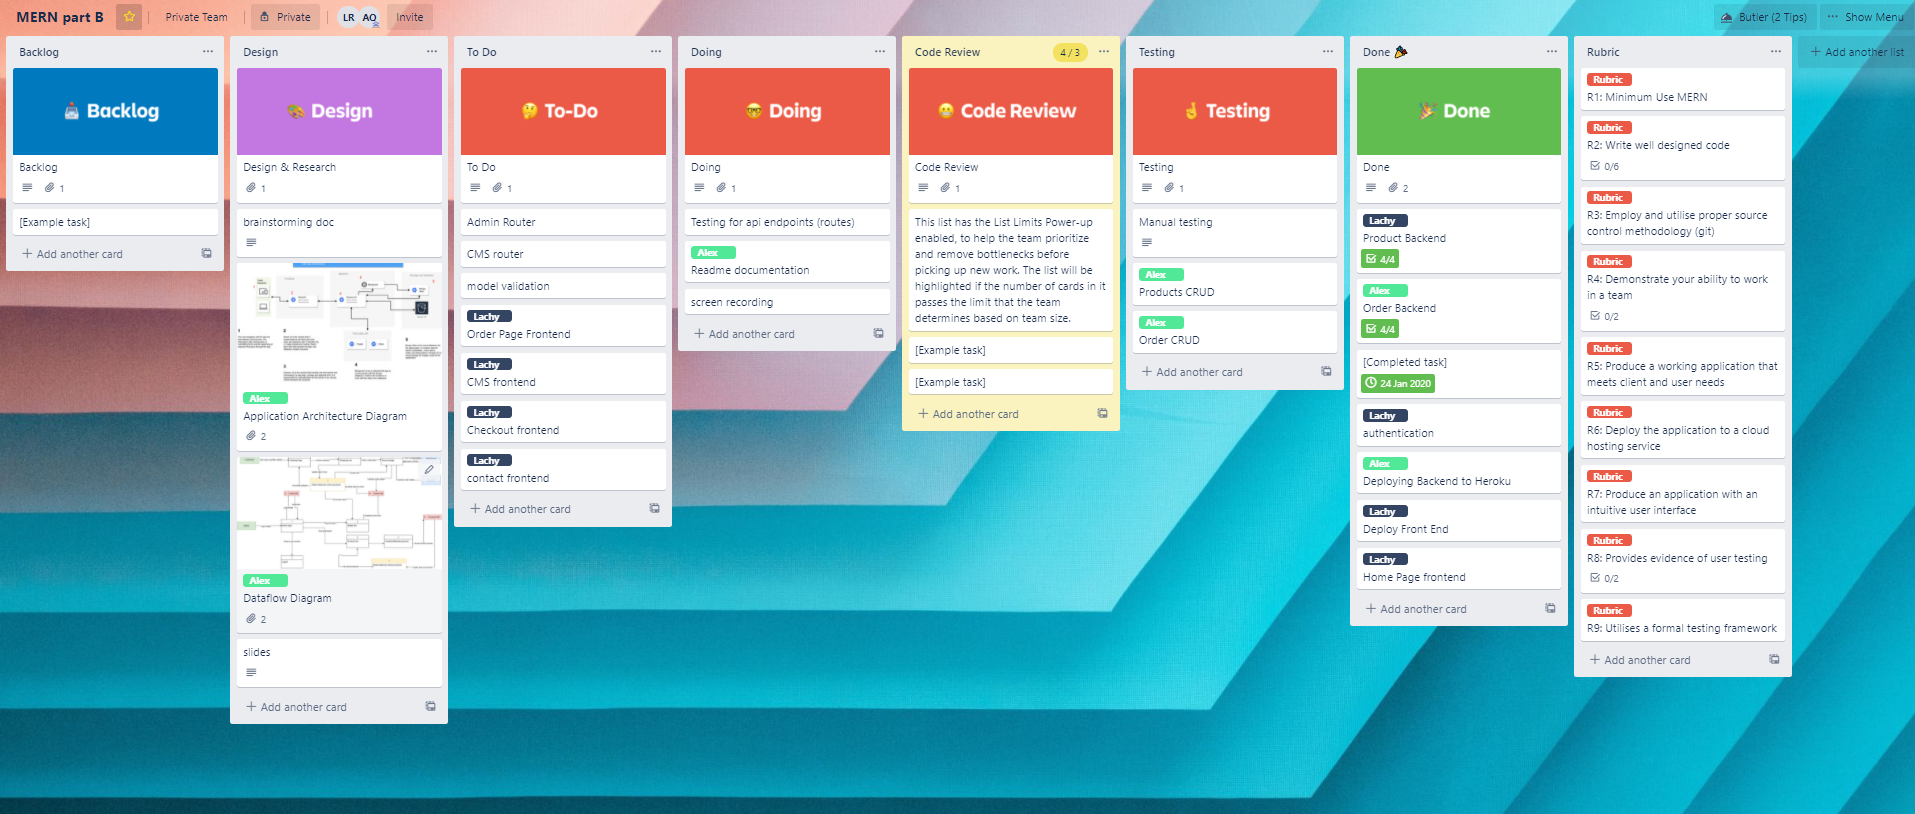 MERN part B
Private Team
Private
LR
AQ
Invite
Butler (2 Tips)
Show Menu
Backlog
Backlog
Backlog
1
[Example task]
Add another card
Design
Design
Design & Research
1
brainstorming doc
Alex
Application Architecture Diagram
2
Alex
Dataflow Diagram
2
slides
Add another card
To Do
To-Do
To Do
1
Admin Router
CMS router
model validation
Lachy
Order Page Frontend
Lachy
CMS frontend
Lachy
Checkout frontend
Lachy
contact frontend
Add another card
Doing
Doing
Doing
1
Testing for api endpoints (routes)
Alex
Readme documentation
screen recording
Add another card
Code Review
4 / 3
Code Review
Code Review
1
This list has the List Limits Power-up
enabled, to help the team prioritize
and remove bottlenecks before
picking up new work. The list will be
highlighted if the number of cards in it
passes the limit that the team
determines based on team size.
[Example task]
[Example task]
Add another card
Testing
Testing
Testing
1
Manual testing
Alex
Products CRUD
Alex
Order CRUD
Add another card
Done
Done
Done
2
Lachy
Product Backend
4/4
Alex
Order Backend
4/4
[Completed task]
24 Jan 2020
Lachy
authentication
Alex
Deploying Backend to Heroku
Lachy
Deploy Front End
Lachy
Home Page frontend
Add another card
Rubric
Rubric
R1: Minimum Use MERN
Rubric
R2: Write well designed code
0/6
Rubric
R3: Employ and utilise proper source
control methodology (git)
Rubric
R4: Demonstrate your ability to work
in a team
0/2
Rubric
R5: Produce a working application that
meets client and user needs
Rubric
R6: Deploy the application to a cloud
hosting service
Rubric
R7: Produce an application with an
intuitive user interface
Rubric
R8: Provides evidence of user testing
0/2
Rubric
R9: Utilises a formal testing framework
Add another card
Add another list